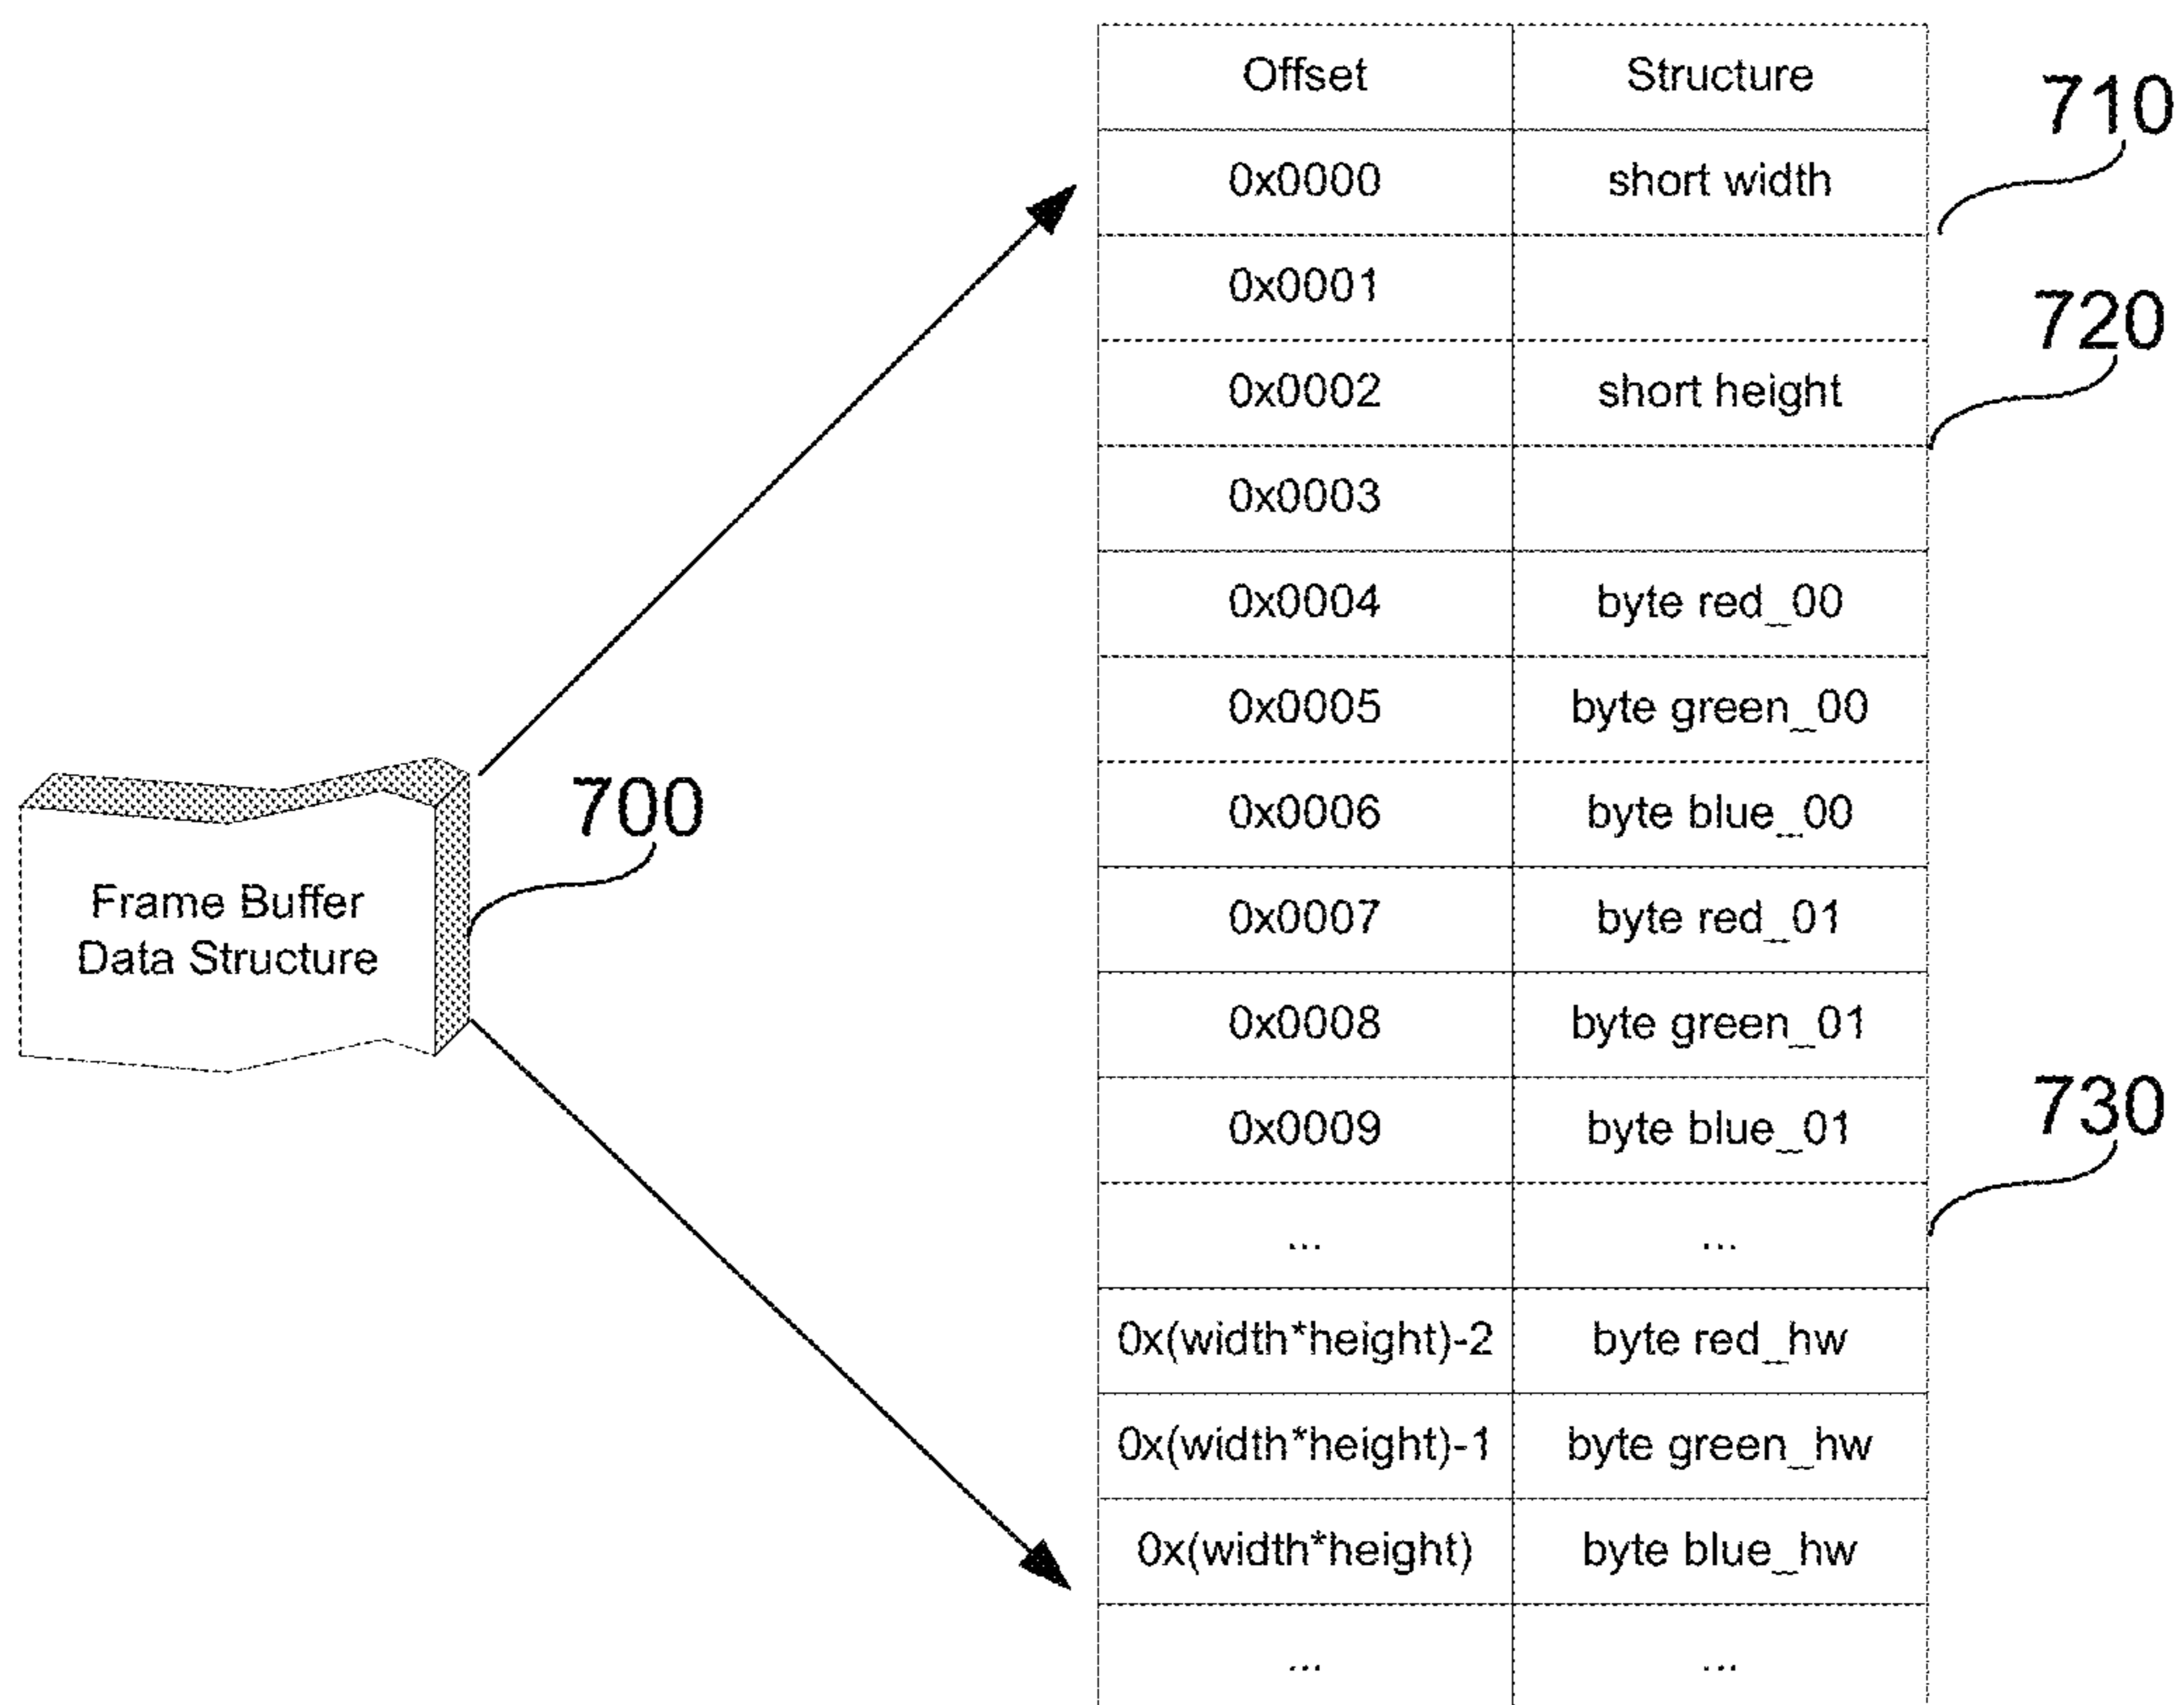 Offset Structure
710
0x0000 short width
0x0001
720
0x0002 short height
0x0003
0x0004 byte red_00
0x0005 byte green_00
700
0x0006 byte blue_00
Frame Buffer
Data Structure
0x0007 byte red_01
0x0008 byte green_01
730
0x0009 byte blue_01
... ...
0x(width*height)-2 byte red_hw
0x(width*height)-1 byte green_hw
0x(width*height) byte blue_hw
... ...